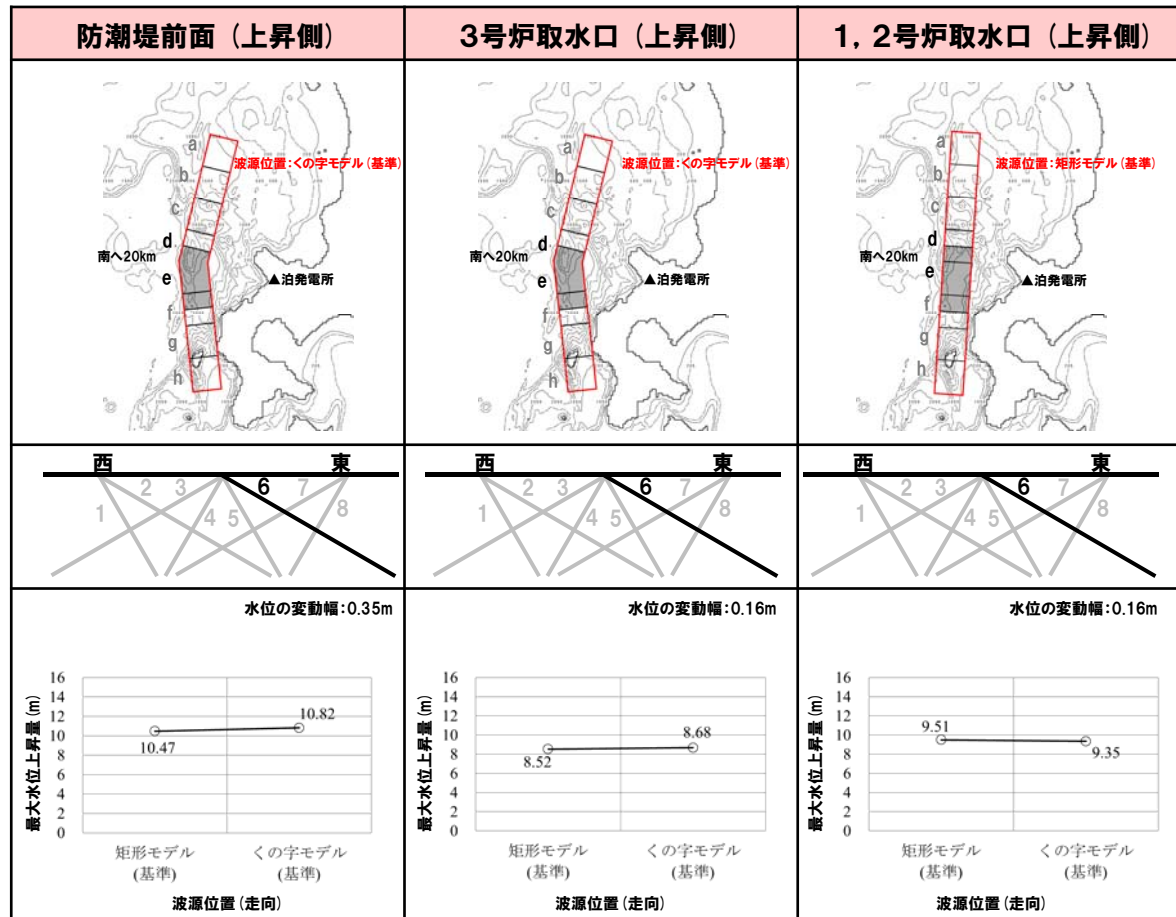 防潮堤前面（上昇側）
3号炉取水口（上昇側）
1，2号炉取水口（上昇側）
a
波源位置：くの字モデル（基準）
b
c
d
南へ20km
e
▲泊発電所
f
g
h
a
波源位置：くの字モデル（基準）
b
c
d
南へ20km
e
▲泊発電所
f
g
h
a
波源位置：矩形モデル（基準）
b
c
d
南へ20km
e
▲泊発電所
f
g
h
西 東
1 2 3 4 5 6 7 8
西 東
1 2 3 4 5 6 7 8
西 東
1 2 3 4 5 6 7 8
水位の変動幅：0.35m
最大水位上昇量（m）
16
14
12
10
8
6
4
2
0
10.47
10.82
矩形モデル
(基準)
くの字モデル
(基準)
波源位置（走向）
水位の変動幅：0.16m
最大水位上昇量（m）
16
14
12
10
8
6
4
2
0
8.52
8.68
矩形モデル
(基準)
くの字モデル
(基準)
波源位置（走向）
水位の変動幅：0.16m
最大水位上昇量（m）
16
14
12
10
8
6
4
2
0
9.51
9.35
矩形モデル
(基準)
くの字モデル
(基準)
波源位置（走向）